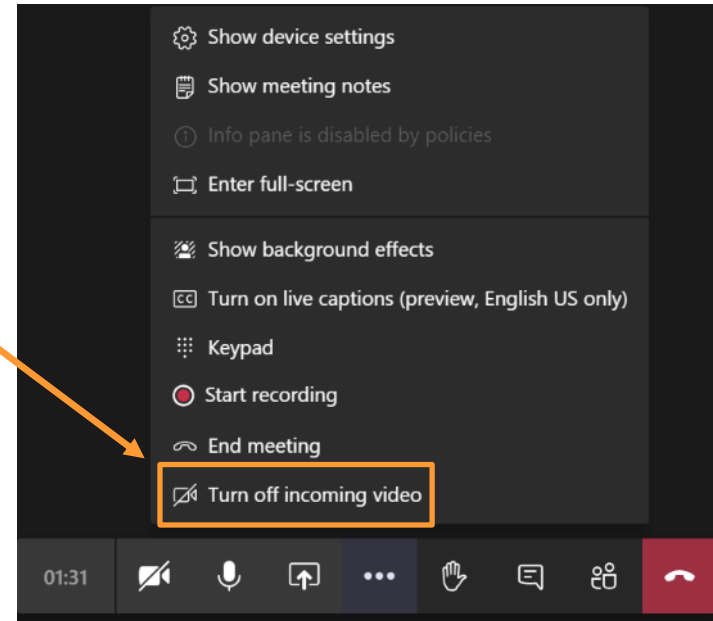 Show device settings
Show meeting notes
Info pane is disabled by policies
Enter full-screen
Show background effects
CC Turn on live captions (preview, English US only)
Keypad
Start recording
End meeting
Turn off incoming video
01:31